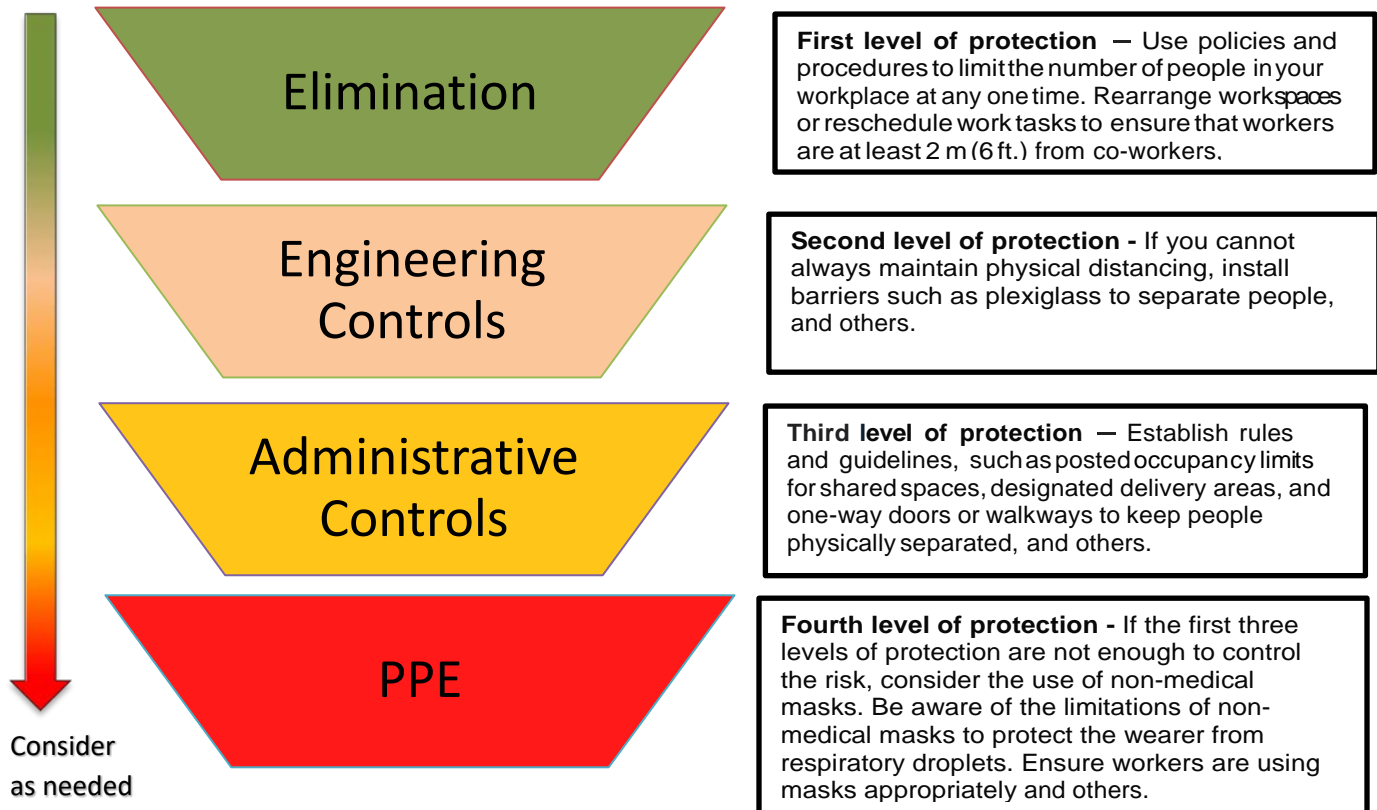 Elimination
First level of protection — Use policies and
procedures to limit the number of people in your
workplace at any one time. Rearrange workspaces
or reschedule work tasks to ensure that workers
are at least 2 m (6 ft.) from co-workers.
Engineering
Controls
Second level of protection - If you cannot
always maintain physical distancing, install
barriers such as plexiglass to separate people,
and others.
Administrative
Controls
Third level of protection — Establish rules
and guidelines, such as posted occupancy limits
for shared spaces, designated delivery areas, and
one-way doors or walkways to keep people
physically separated, and others.
PPE
Fourth level of protection - If the first three
levels of protection are not enough to control
the risk, consider the use of non-medical
masks. Be aware of the limitations of non-
medical masks to protect the wearer from
respiratory droplets. Ensure workers are using
masks appropriately and others.
Consider
as needed